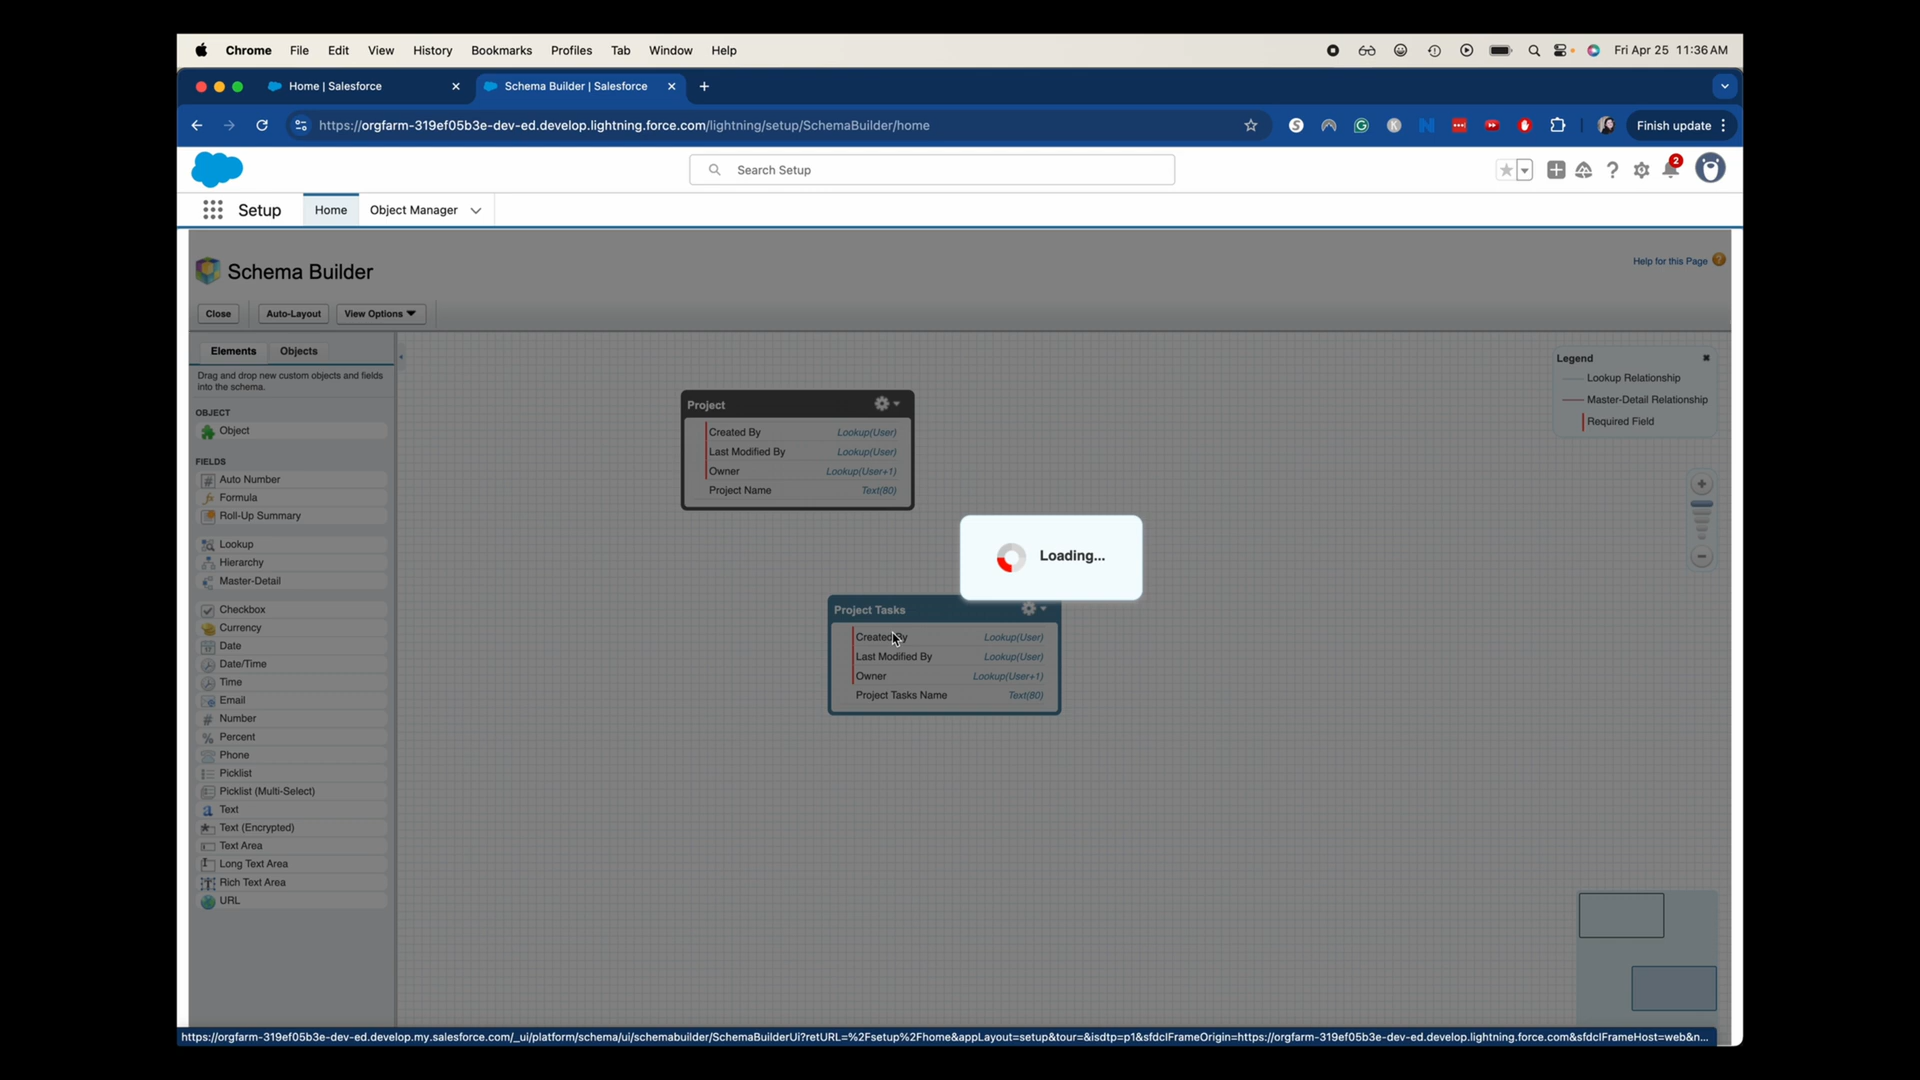 Chrome File Edit View History Bookmarks Profiles Tab Window Help Fri Apr 25 11:36 AM
Home | Salesforce Schema Builder | Salesforce
https://orgfarm-319ef05b3e-dev-ed.develop.lightning.force.com/lightning/setup/SchemaBuilder/home Finish update
Search Setup 2
Setup Home Object Manager
Schema Builder Help for this Page
Close Auto-Layout View Options
Elements Objects
Drag and drop new custom objects and fields
into the schema.
OBJECT
Object
FIELDS
Auto Number
Formula
Roll-Up Summary
Lookup
Hierarchy
Master-Detail
Checkbox
Currency
Date
Date/Time
Time
Email
Number
Percent
Phone
Picklist
Picklist (Multi-Select)
Text
Text (Encrypted)
Text Area
Long Text Area
Rich Text Area
URL
Project
Created By Lookup(User)
Last Modified By Lookup(User)
Owner Lookup(User+1)
Project Name Text(80)
Loading...
Project Tasks
Created By Lookup(User)
Last Modified By Lookup(User)
Owner Lookup(User+1)
Project Tasks Name Text(80)
Legend
Lookup Relationship
Master-Detail Relationship
Required Field
https://orgfarm-319ef05b3e-dev-ed.develop.my.salesforce.com/_ui/platform/schema/ui/schemabuilder/SchemaBuilderUi?retURL=%2Fsetup%2Fhome&appLayout=setup&tour=&isdtp=p1&sfdcIFrameOrigin=https://orgfarm-319ef05b3e-dev-ed.develop.lightning.force.com&sfdcIFrameHost=web&n...